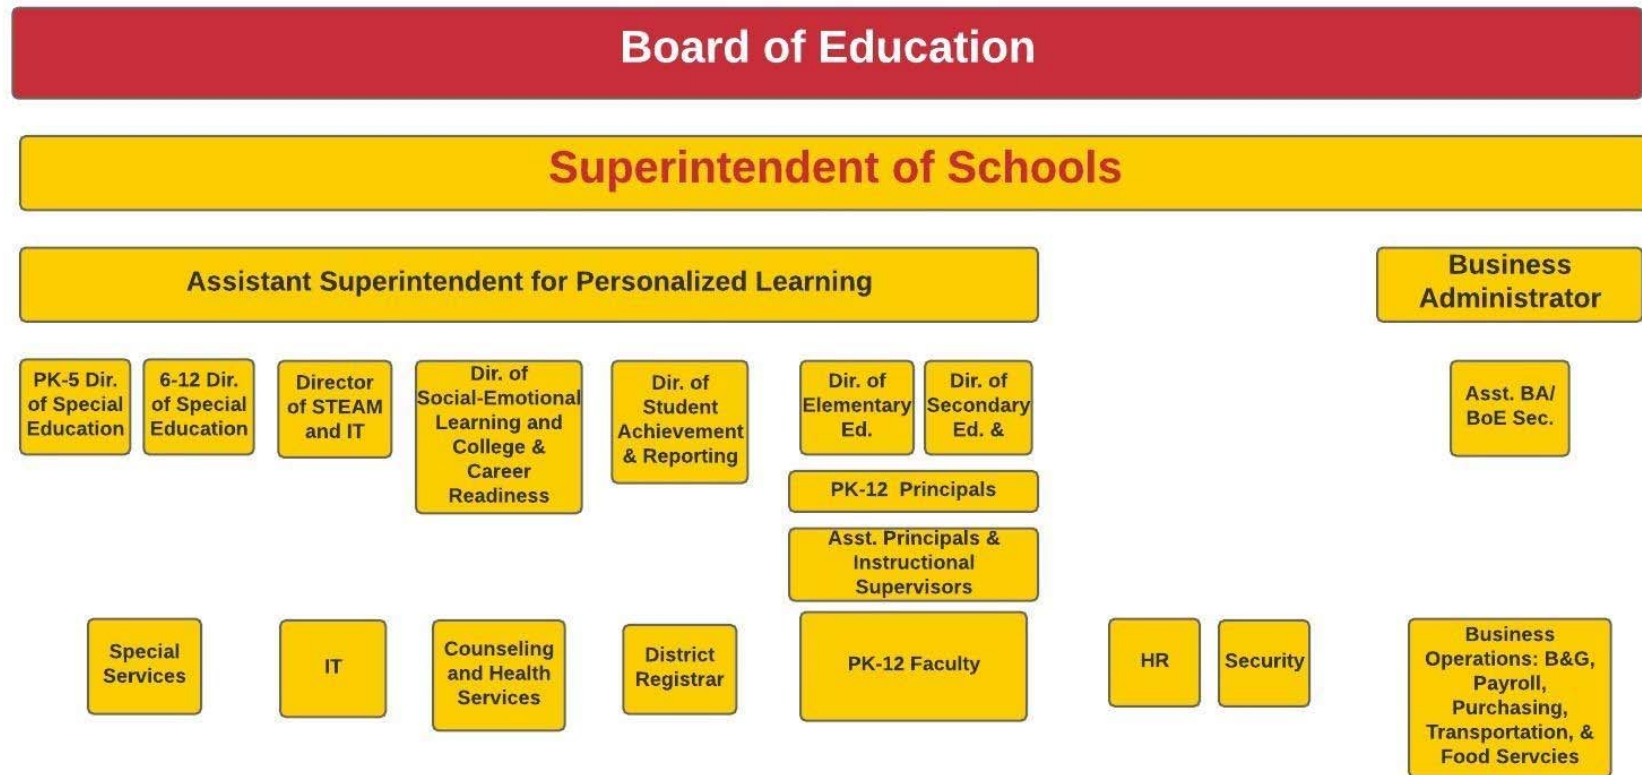 Board of Education
Superintendent of Schools
Assistant Superintendent for Personalized Learning
Business
Administrator
PK-5 Dir.
of Special
Education
6-12 Dir.
of Special
Education
Director
of STEAM
and IT
Dir. of
Social-Emotional
Learning and
College &
Career
Readiness
Dir. of
Student
Achievement
& Reporting
Dir. of
Elementary
Ed.
Dir. of
Secondary
Ed. &
Asst. BA/
BoE Sec.
PK-12 Principals
Asst. Principals &
Instructional
Supervisors
Special
Services
IT
Counseling
and Health
Services
District
Registrar
PK-12 Faculty
HR
Security
Business
Operations: B&G,
Payroll,
Purchasing,
Transportation, &
Food Servcies